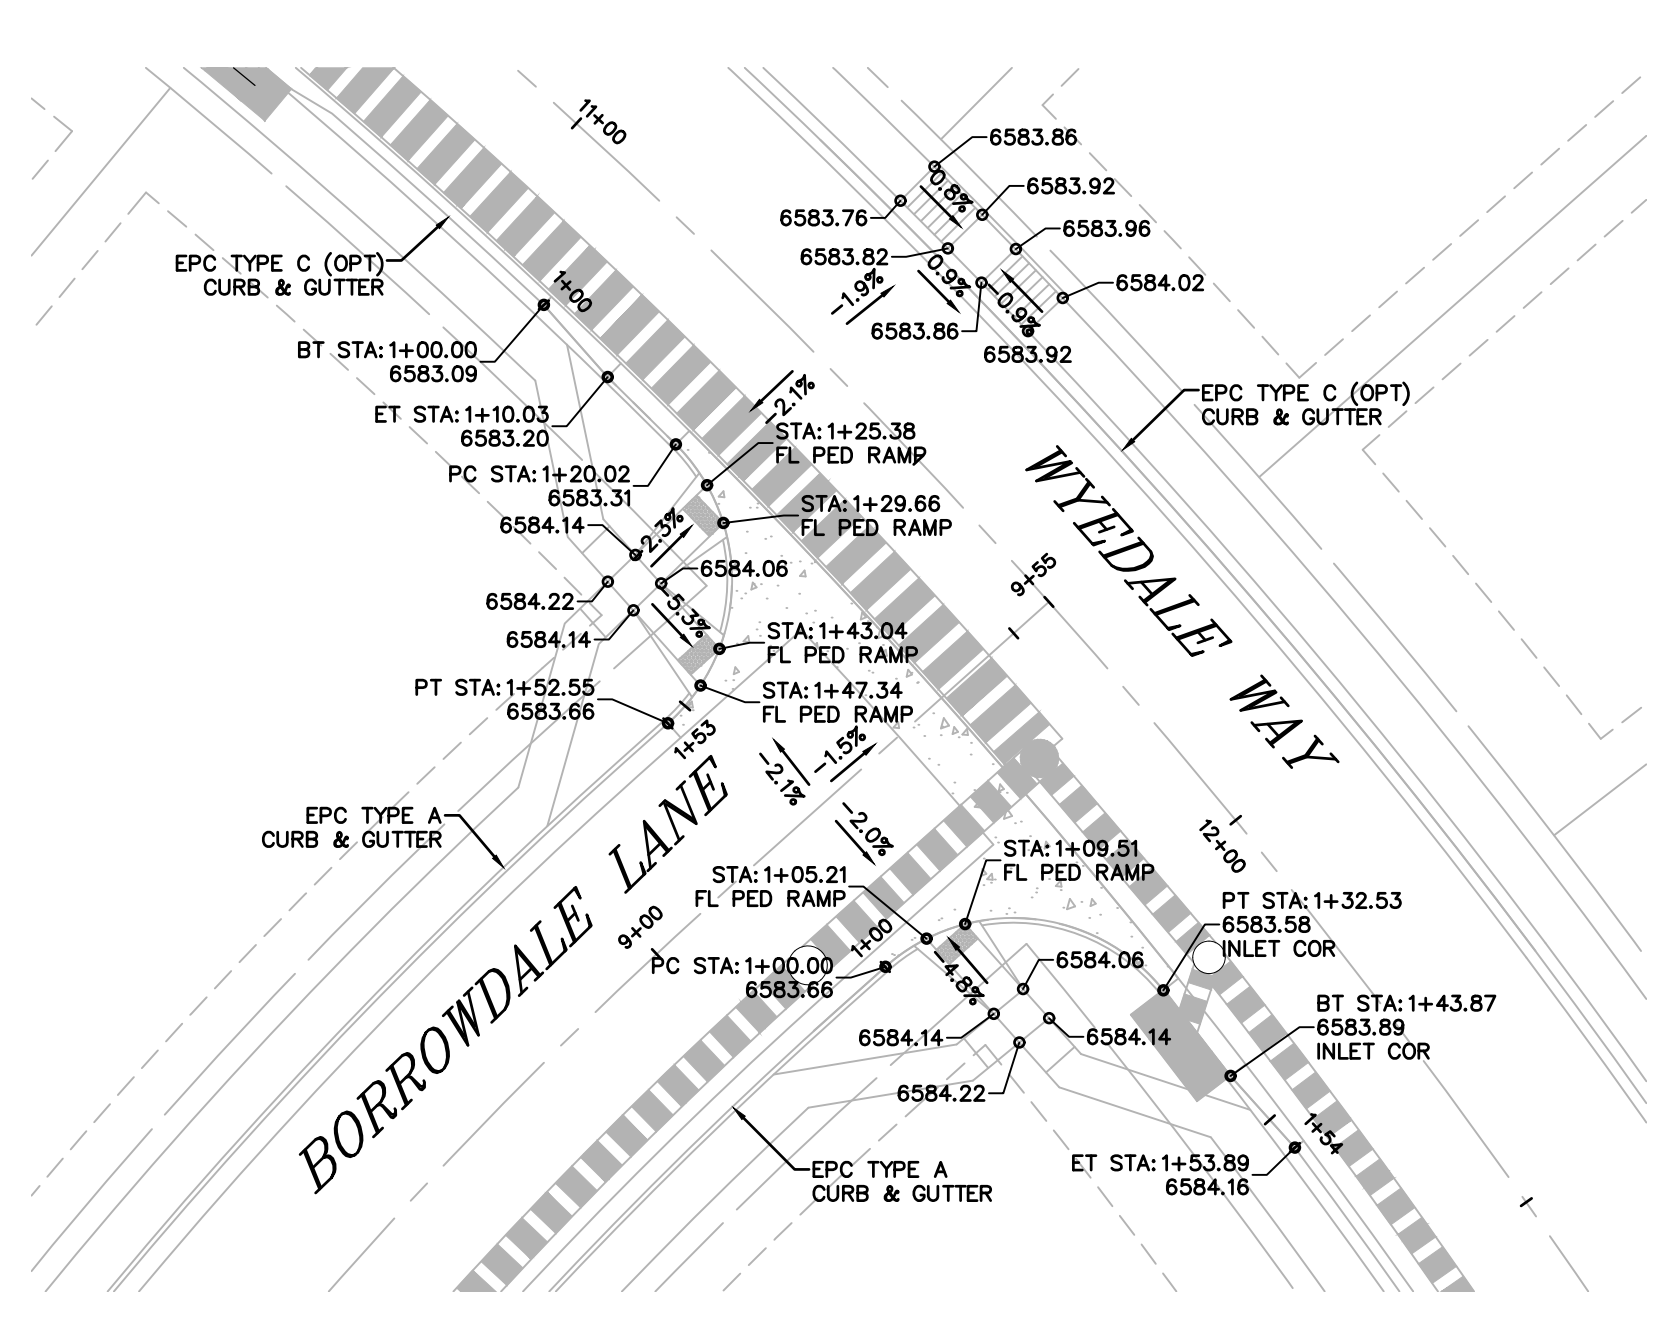 11+00
6583.86
6583.92
6583.76
0.8%
6583.96
6583.82
0.9%
6584.02
-1.9%
-0.9%
6583.86
6583.92
EPC TYPE C (OPT)
CURB & GUTTER
1+00
BT STA:1+00.00
6583.09
ET STA:1+10.03
6583.20
-2.1%
EPC TYPE C (OPT)
CURB & GUTTER
STA:1+25.38
FL PED RAMP
PC STA:1+20.02
6583.31
STA:1+29.66
FL PED RAMP
6584.14
-2.3%
6584.06
6584.22
-5.3%
6584.14
STA:1+43.04
FL PED RAMP
9+55
WYEDALE WAY
PT STA:1+52.55
6583.66
STA:1+47.34
FL PED RAMP
1+53
-2.1%
-1.5%
EPC TYPE A
CURB & GUTTER
-2.0%
12+00
STA:1+09.51
FL PED RAMP
STA:1+05.21
FL PED RAMP
BORROWDALE LANE
9+00
1+00
PT STA:1+32.53
6583.58
INLET COR
PC STA:1+00.00
6583.66
-4.8%
6584.06
BT STA:1+43.87
6583.89
INLET COR
6584.14
6584.14
6584.22
1+54
ET STA:1+53.89
6584.16
EPC TYPE A
CURB & GUTTER